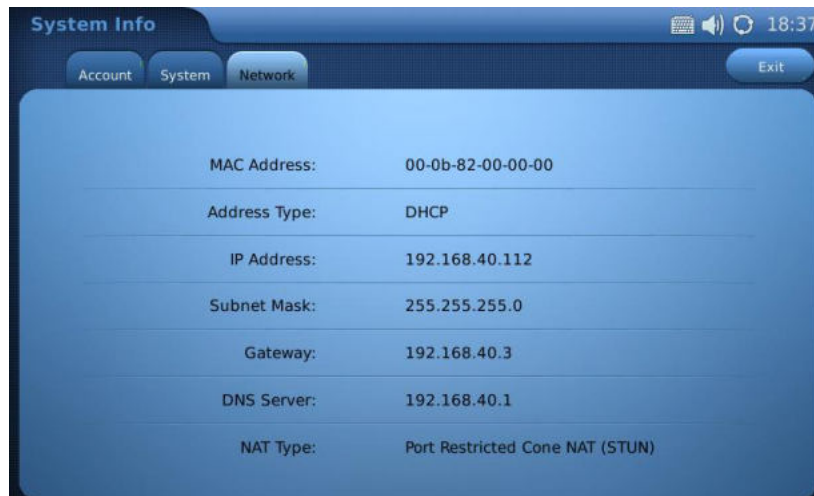 System Info
18:37
Account System Network
Exit
MAC Address: 00-0b-82-00-00-00
Address Type: DHCP
IP Address: 192.168.40.112
Subnet Mask: 255.255.255.0
Gateway: 192.168.40.3
DNS Server: 192.168.40.1
NAT Type: Port Restricted Cone NAT (STUN)